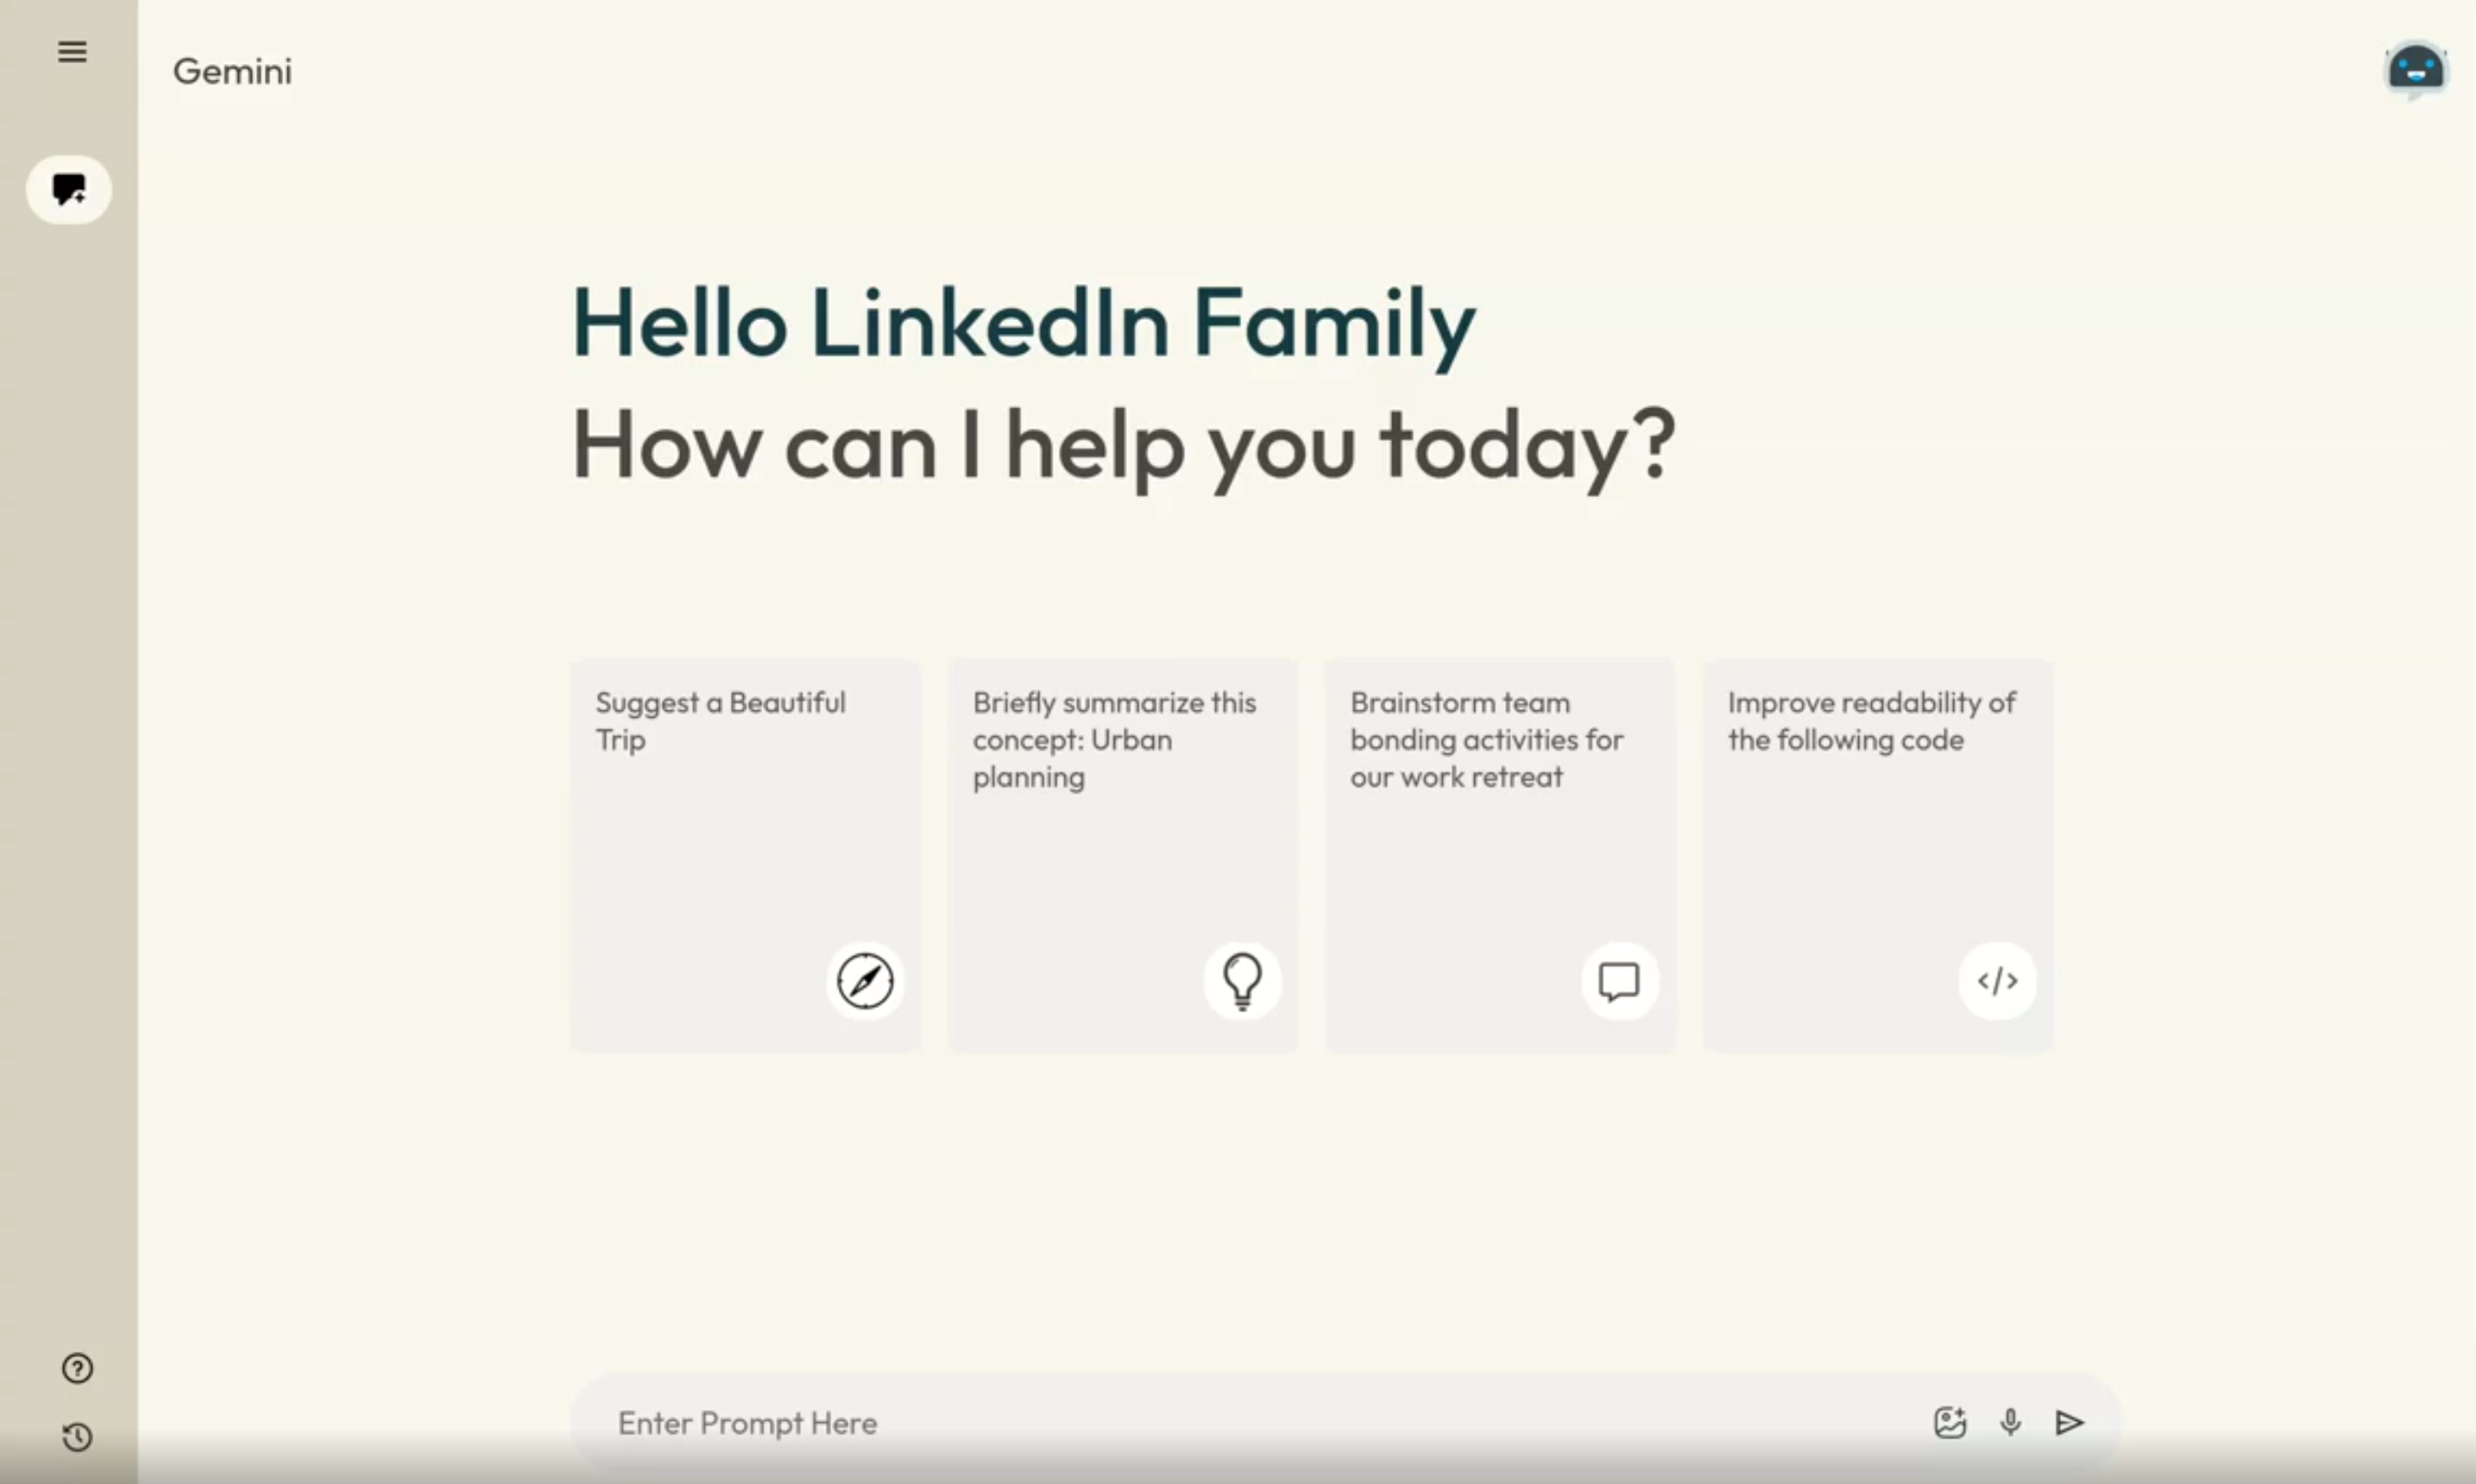 Gemini
Hello LinkedIn Family
How can I help you today?
Suggest a Beautiful
Trip
Briefly summarize this
concept: Urban
planning
Brainstorm team
bonding activities for
our work retreat
Improve readability of
the following code
Enter Prompt Here